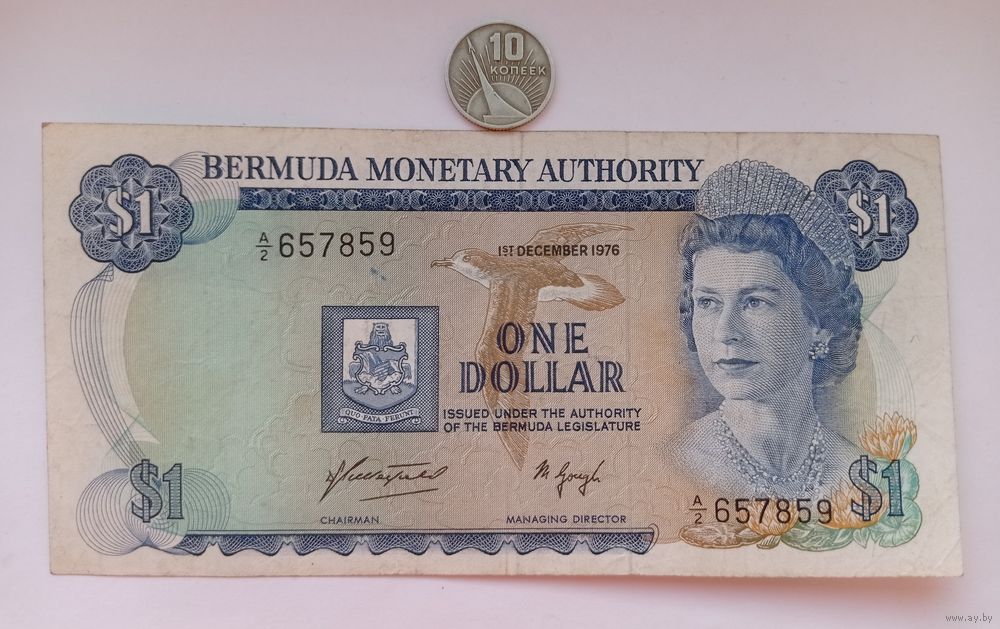 10
КОПЕЕК
BERMUDA MONETARY AUTHORITY
$1
$1
A/2 657859
1ST DECEMBER 1976
ONE
DOLLAR
ISSUED UNDER THE AUTHORITY
OF THE BERMUDA LEGISLATURE
QUO FATA FERUNT
M Gough
$1
A/2 657859
$1
CHAIRMAN
MANAGING DIRECTOR
www.ay.by